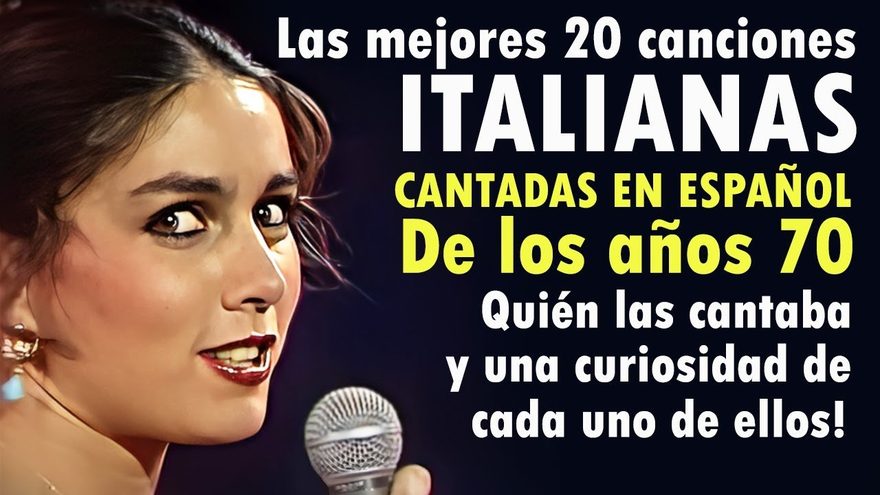 Las mejores 20 canciones
ITALIANAS
CANTADAS EN ESPAÑOL
De los años 70
Quién las cantaba
y una curiosidad de
cada uno de ellos!